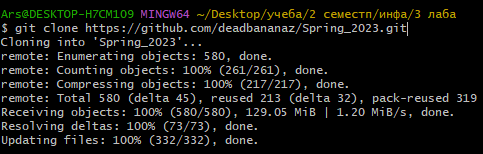 Ars@DESKTOP-H7CM1O9 MINGW64 ~/Desktop/учеба/2 семестп/инфа/3 лаба
$ git clone https://github.com/deadbananaz/Spring_2023.git
Cloning into 'Spring_2023'...
remote: Enumerating objects: 580, done.
remote: Counting objects: 100% (261/261), done.
remote: Compressing objects: 100% (217/217), done.
remote: Total 580 (delta 45), reused 213 (delta 32), pack-reused 319
Receiving objects: 100% (580/580), 129.05 MiB | 1.20 MiB/s, done.
Resolving deltas: 100% (73/73), done.
Updating files: 100% (332/332), done.